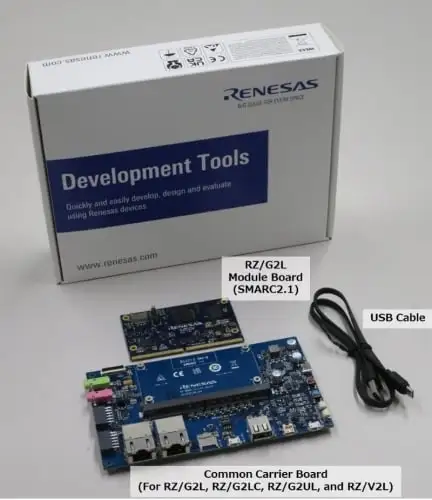 www.renesas.com
RENESAS
BIG IDEAS FOR EVERY SPACE
Development Tools
Quickly and easily develop, design and evaluate
using Renesas devices.
www.renesas.com
RZ/G2L
Module Board
(SMARC2.1)
USB Cable
RENESAS
RENESAS
Common Carrier Board
(For RZ/G2L, RZ/G2LC, RZ/G2UL, and RZ/V2L)